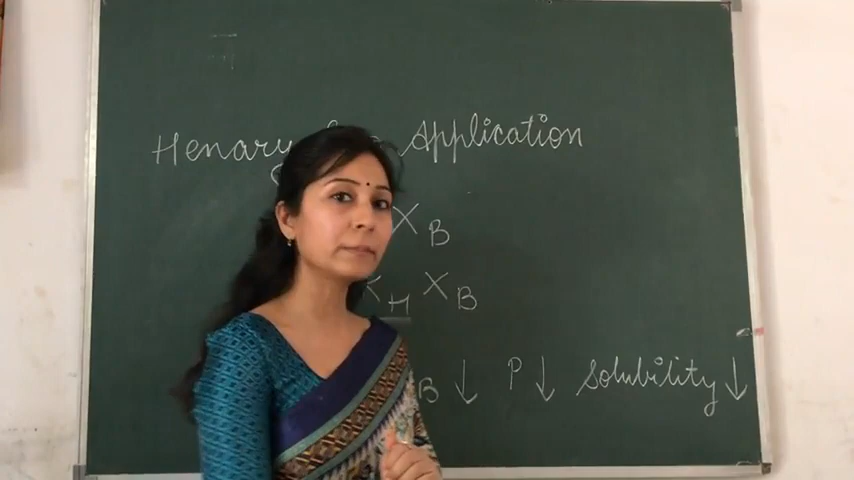 Henary Application
X B
H X B
B ↓ P ↓ Solubility ↓